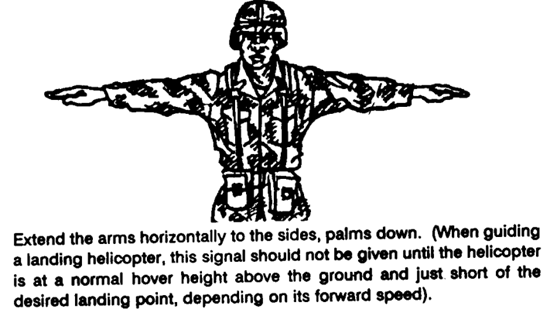 Extend the arms horizontally to the sides, palms down. (When guiding
a landing helicopter, this signal should not be given until the helicopter
is at a normal hover height above the ground and just short of the
desired landing point, depending on its forward speed).